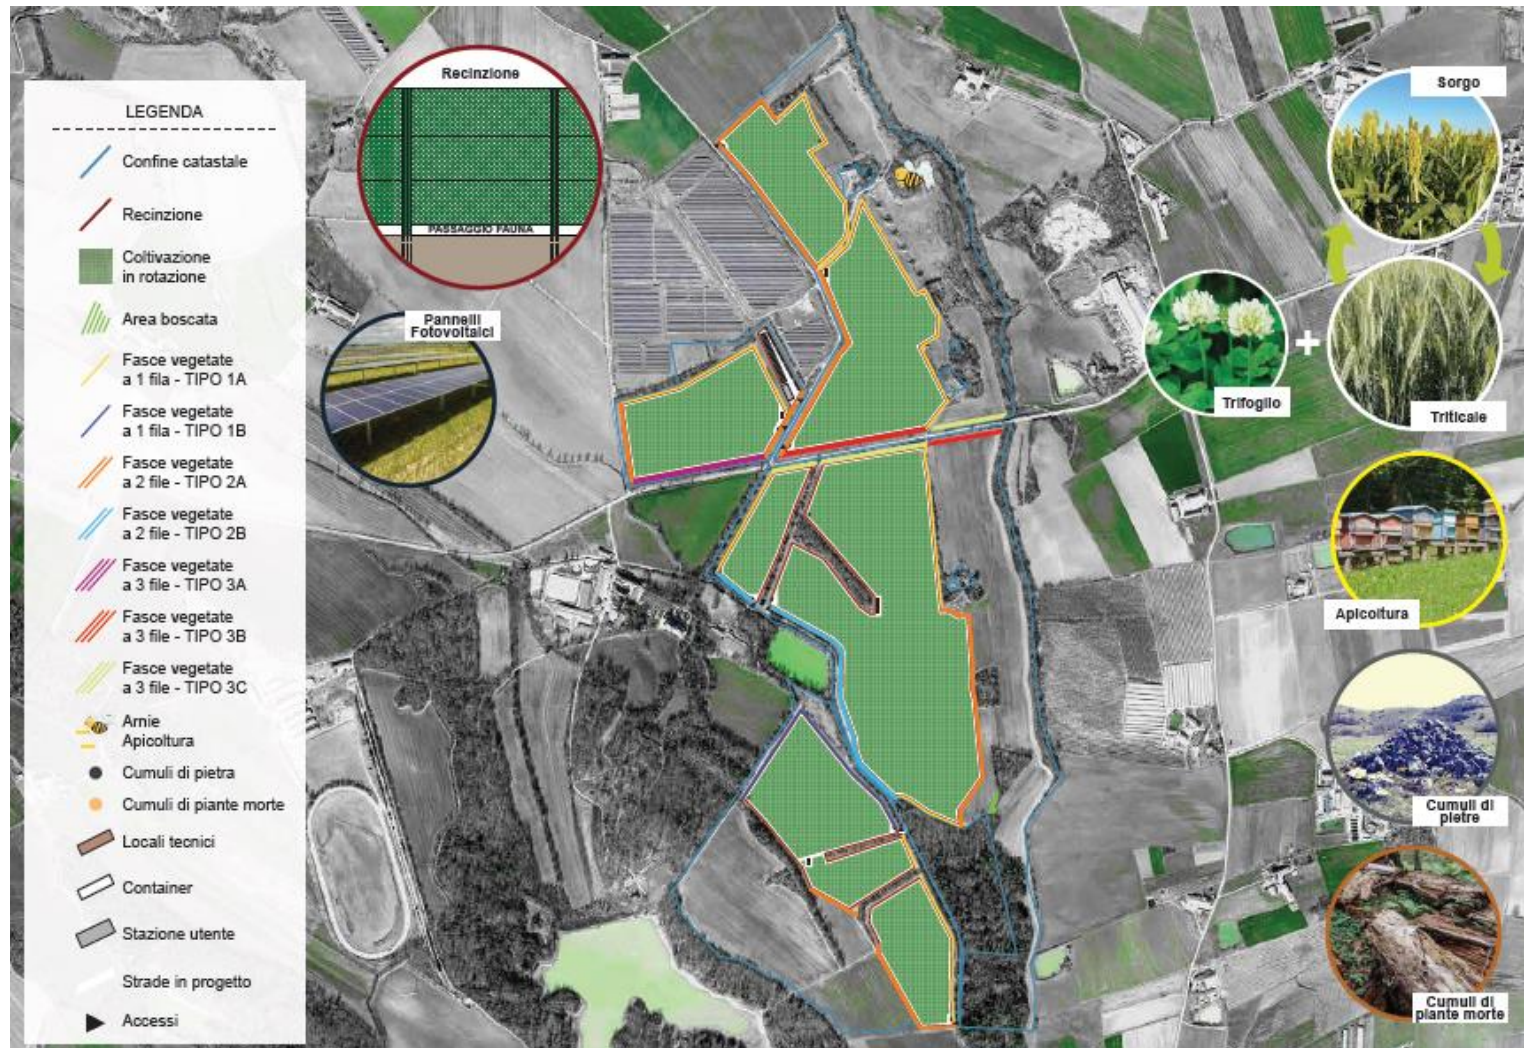 LEGENDA
Confine catastale
Recinzione
Coltivazione
in rotazione
Area boscata
Fasce vegetate
a 1 fila - TIPO 1A
Fasce vegetate
a 1 fila - TIPO 1B
Fasce vegetate
a 2 file - TIPO 2A
Fasce vegetate
a 2 file - TIPO 2B
Fasce vegetate
a 3 file - TIPO 3A
Fasce vegetate
a 3 file - TIPO 3B
Fasce vegetate
a 3 file - TIPO 3C
Arnie
Apicoltura
Cumuli di pietra
Cumuli di piante morte
Locali tecnici
Container
Stazione utente
Strade in progetto
Accessi
Recinzione
PASSAGGIO FAUNA
Pannelli
Fotovoltaici
Sorgo
Trifoglio
+
Triticale
Apicoltura
Cumuli di
pietre
Cumuli di
piante morte